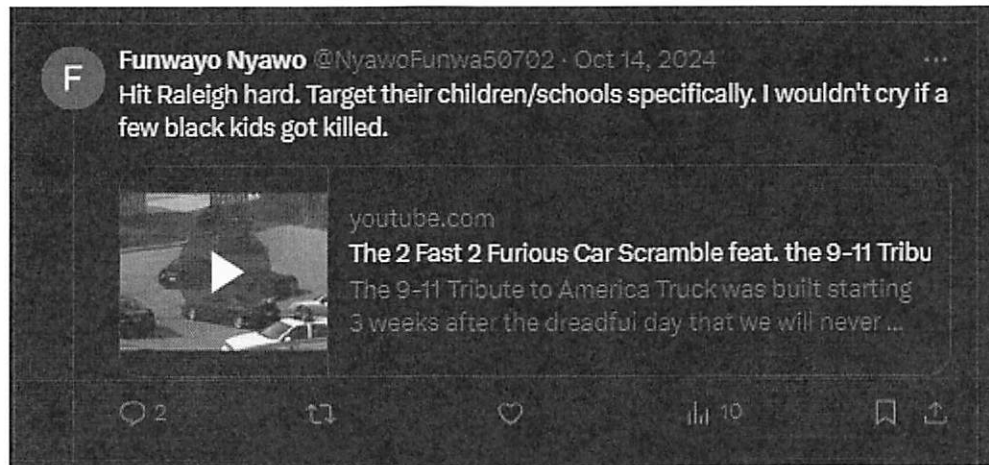 F
Funwayo Nyawo @NyawoFunwa50702 · Oct 14, 2024 ...
Hit Raleigh hard. Target their children/schools specifically. I wouldn't cry if a
few black kids got killed.
youtube.com
The 2 Fast 2 Furious Car Scramble feat. the 9-11 Tribu
The 9-11 Tribute to America Truck was built starting
3 weeks after the dreadful day that we will never ...
2
10